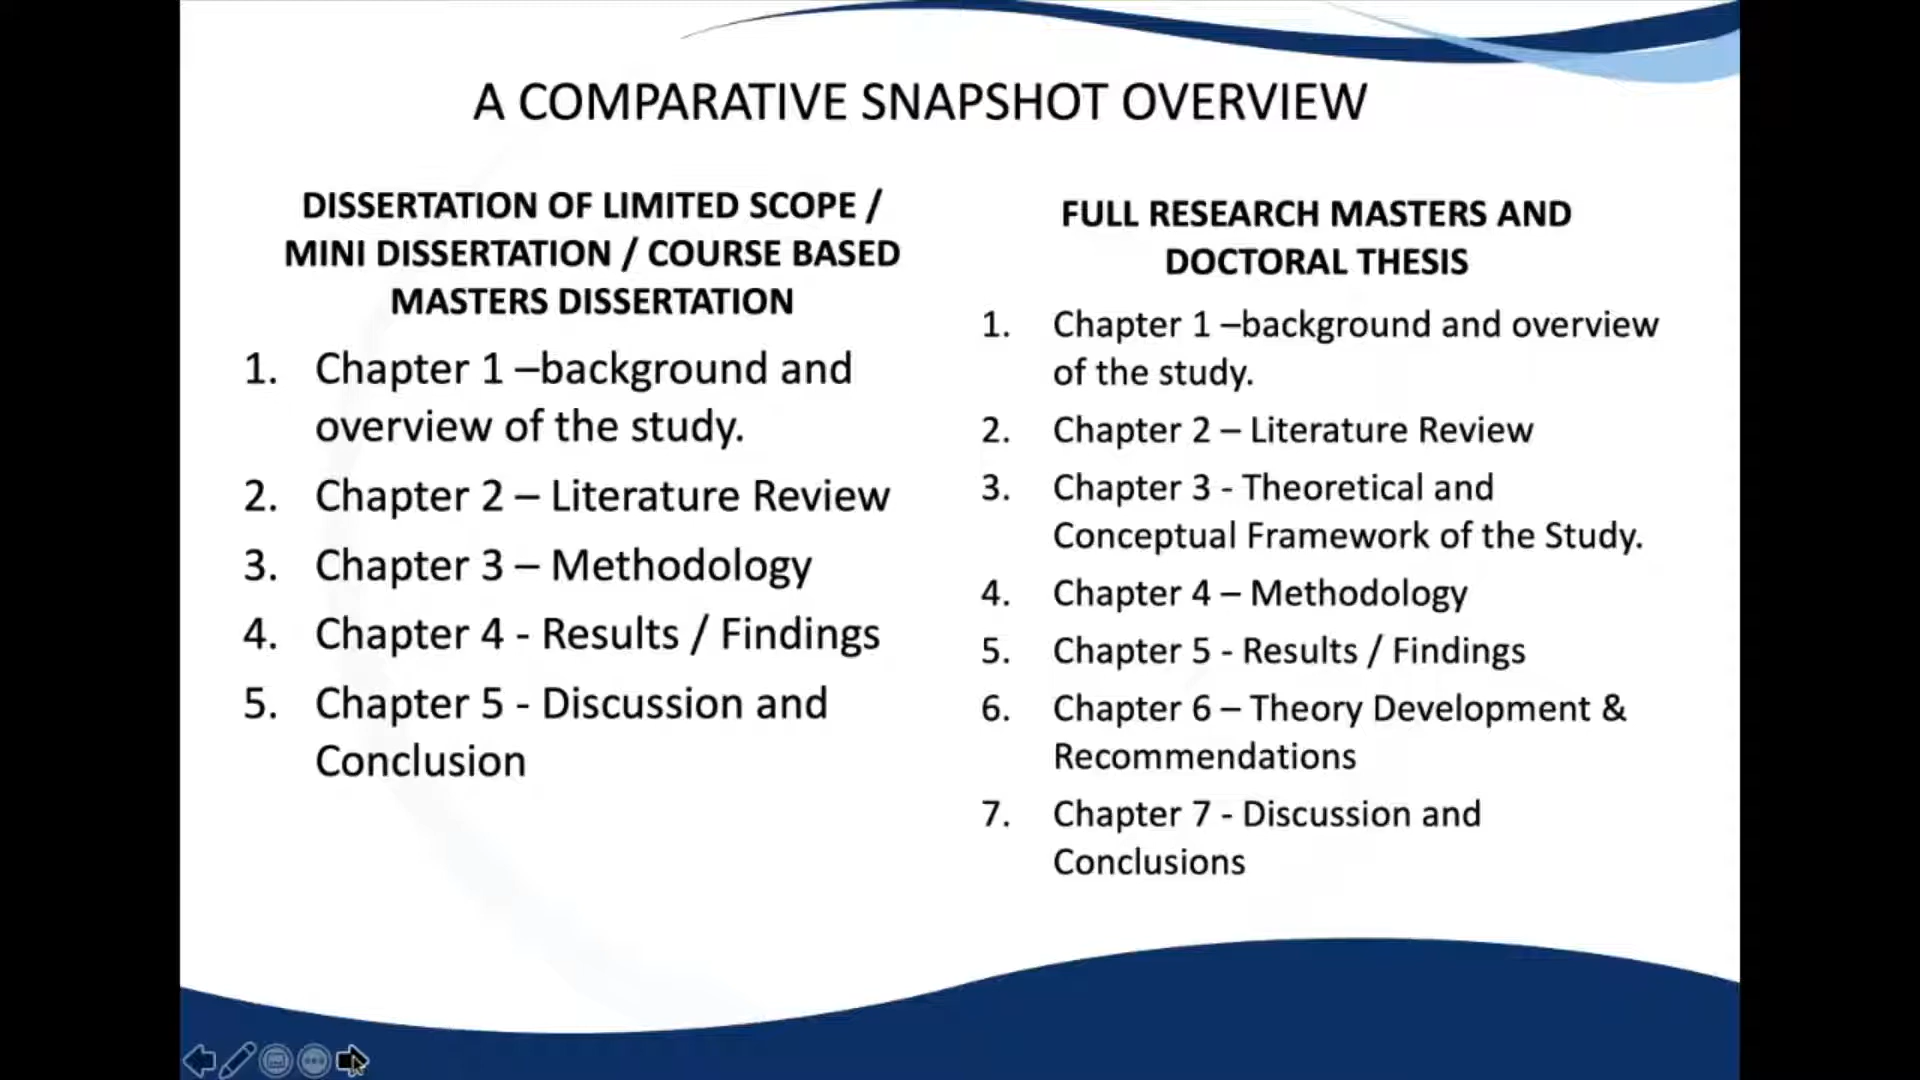 A COMPARATIVE SNAPSHOT OVERVIEW
DISSERTATION OF LIMITED SCOPE /
MINI DISSERTATION / COURSE BASED
MASTERS DISSERTATION
1. Chapter 1 –background and
overview of the study.
2. Chapter 2 – Literature Review
3. Chapter 3 – Methodology
4. Chapter 4 - Results / Findings
5. Chapter 5 - Discussion and
Conclusion
FULL RESEARCH MASTERS AND
DOCTORAL THESIS
1. Chapter 1 –background and overview
of the study.
2. Chapter 2 – Literature Review
3. Chapter 3 - Theoretical and
Conceptual Framework of the Study.
4. Chapter 4 – Methodology
5. Chapter 5 - Results / Findings
6. Chapter 6 – Theory Development &
Recommendations
7. Chapter 7 - Discussion and
Conclusions